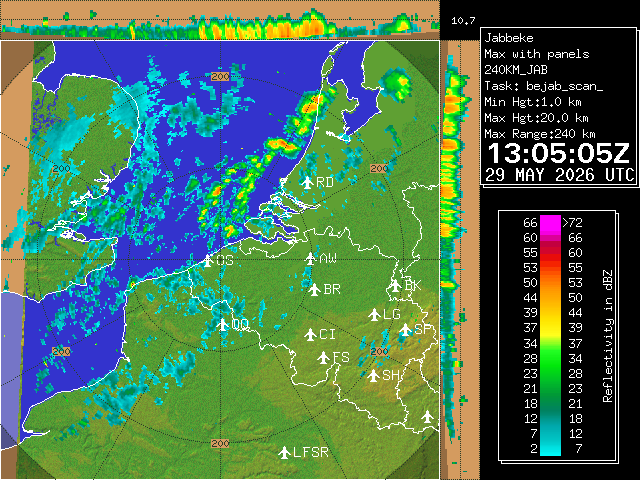 10.7
Jabbeke
Max with panels
240KM_JAB
Task: bejab_scan_
Min Hgt:1.0 km
Max Hgt:20.0 km
Max Range:240 km
13:05:05Z
29 MAY 2026 UTC
200
200
200
RD
OS
AW
BR
BK
LG
OO
CI
SP
200
FS
200
SH
200
LFSR
66 >72
60 66
55 60
53 55
50 53
44 50
39 44
37 39
34 37
28 34
24 28
21 24
18 21
12 18
7 12
2 7
Reflectivity in dBZ